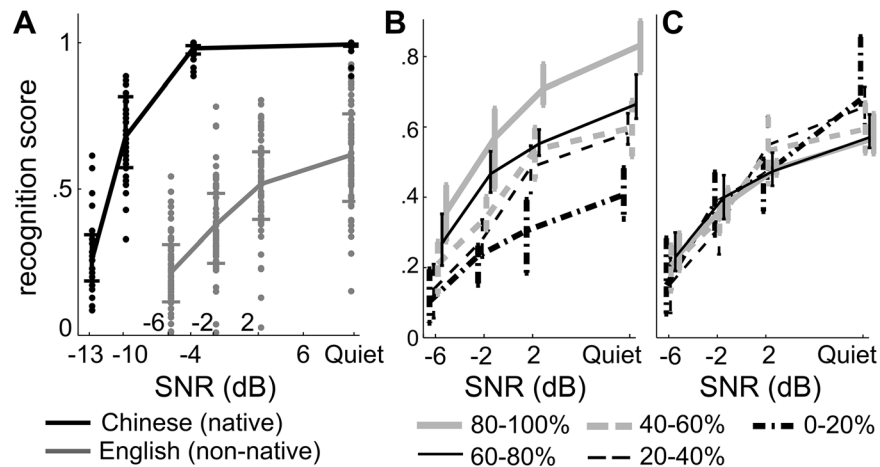 A
B
C
recognition score
1
.5
0
-6 -2 2
-13 -10 -4 6 Quiet
SNR (dB)
.8
.6
.4
.2
0
-6 -2 2 Quiet
SNR (dB)
-6 -2 2 Quiet
SNR (dB)
Chinese (native)
English (non-native)
80-100% 40-60% 0-20%
60-80% 20-40%